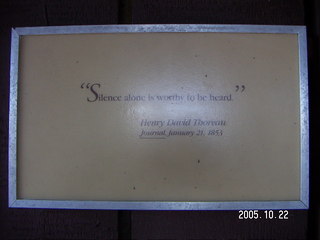 “Silence alone is worthy to be heard.”
Henry David Thoreau
Journal, January 21, 1853
2005.10.22